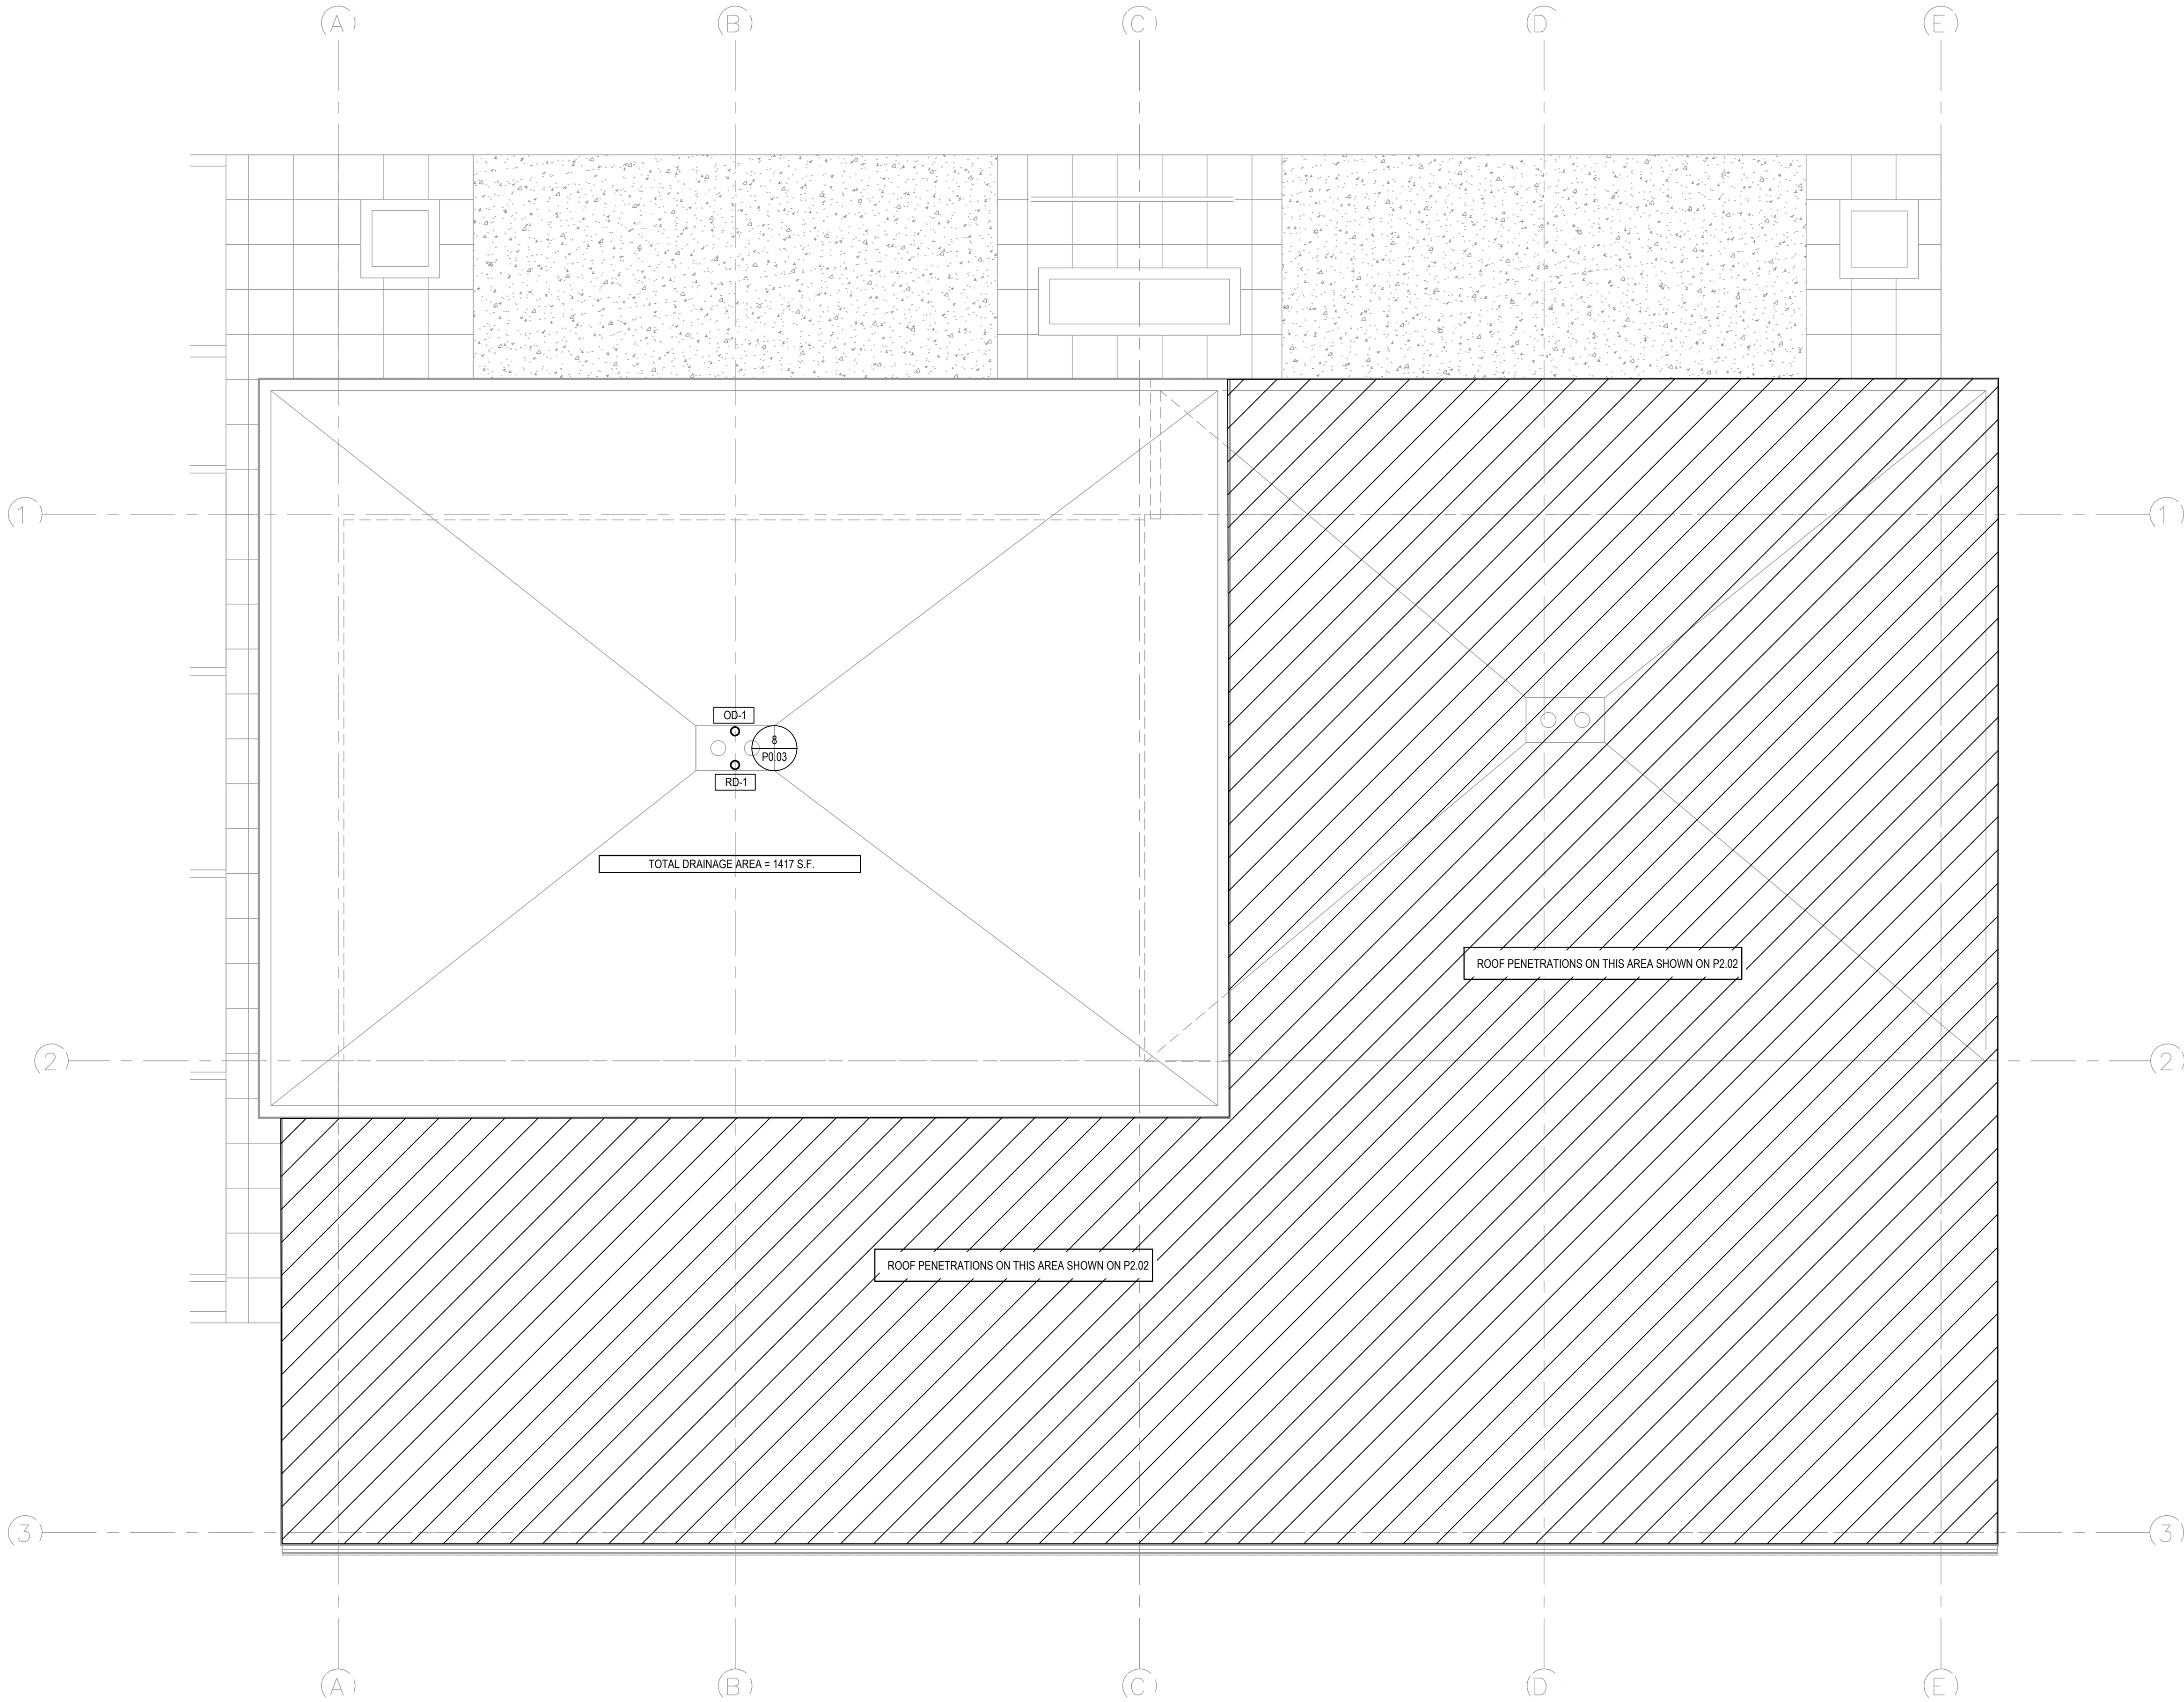 A B C D E
1 1
OD-1
8
P0.03
RD-1
TOTAL DRAINAGE AREA = 1417 S.F.
ROOF PENETRATIONS ON THIS AREA SHOWN ON P2.02
2 2
ROOF PENETRATIONS ON THIS AREA SHOWN ON P2.02
3 3
A B C D E